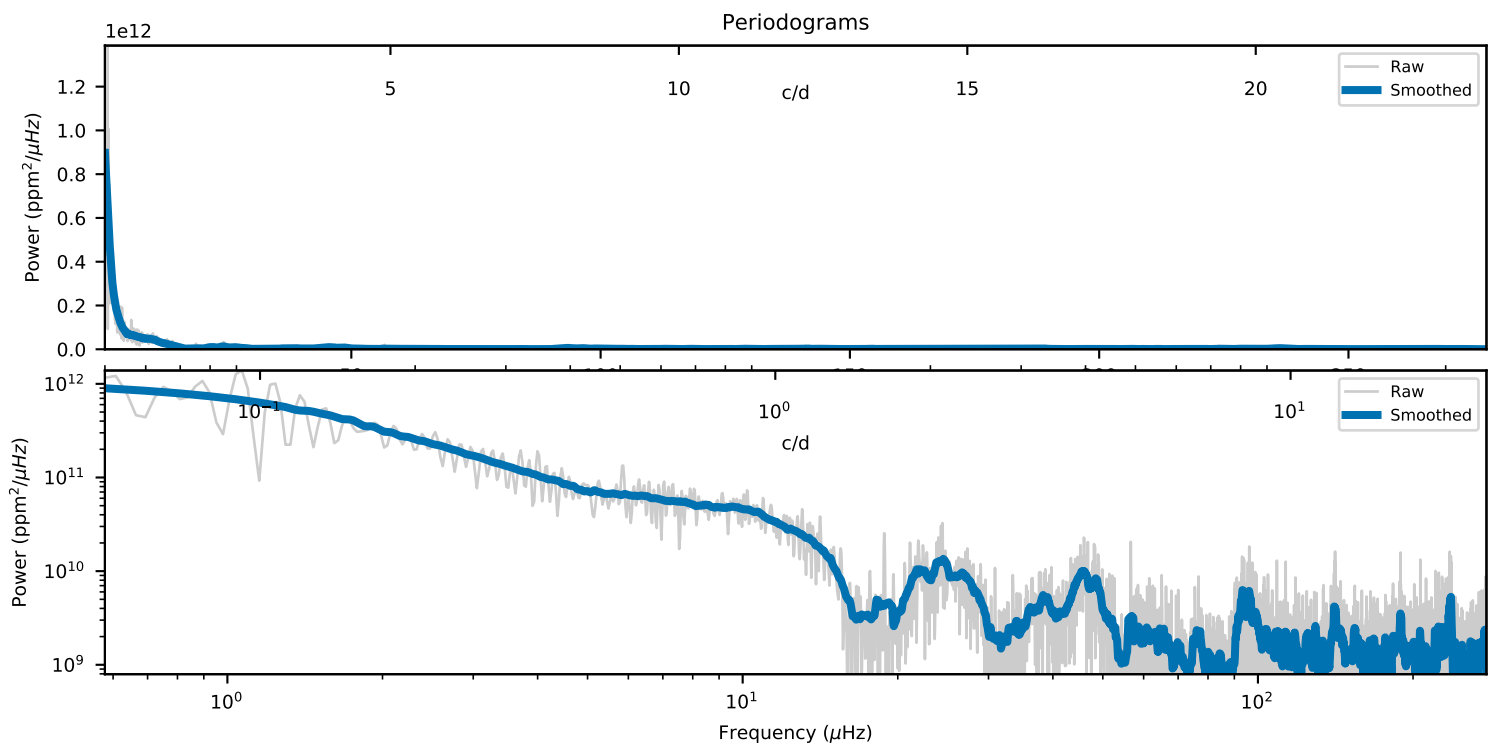 Periodograms
1e12
Raw
Smoothed
5 10 15 20
c/d
1.2
1.0
0.8
0.6
0.4
0.2
0.0
Power (ppm²/μHz)
10¹²
10¹¹
10¹⁰
10⁹
Power (ppm²/μHz)
10⁻¹ 10⁰ 10¹
c/d
Raw
Smoothed
10⁰ 10¹ 10²
Frequency (μHz)